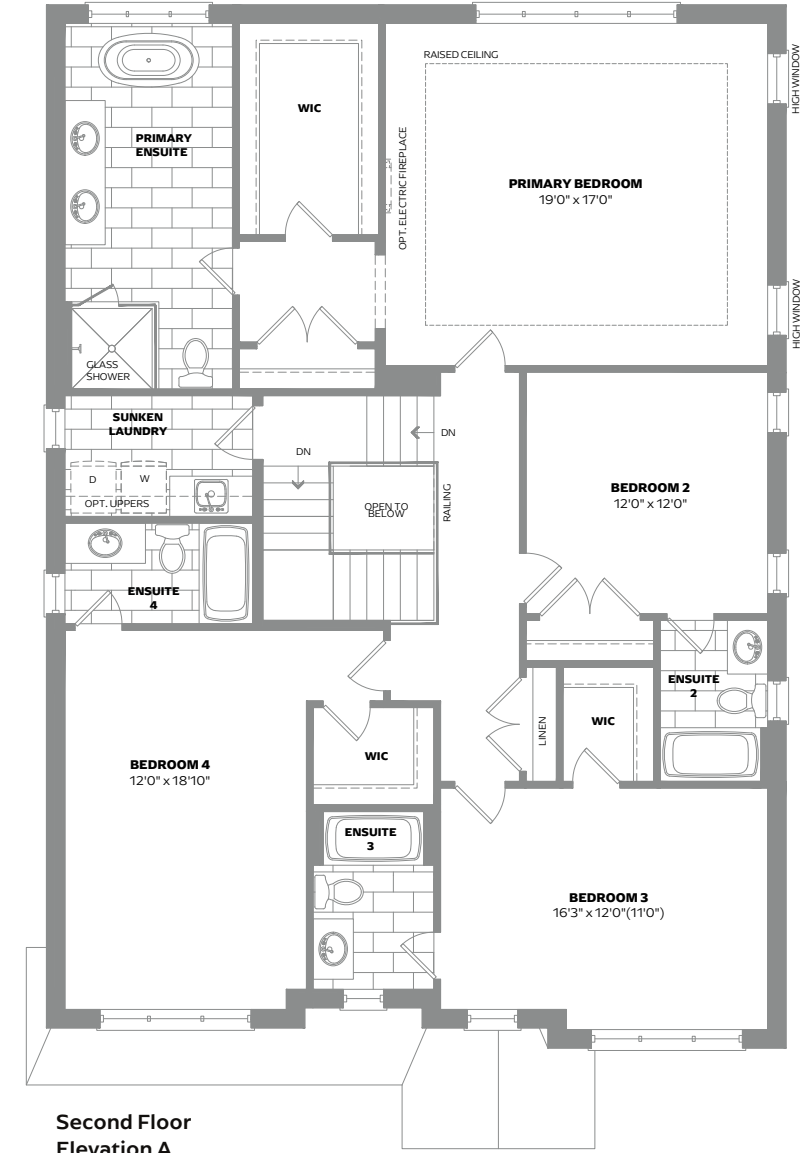 RAISED CEILING
HIGH WINDOW
WIC
PRIMARY
ENSUITE
OPT. ELECTRIC FIREPLACE
PRIMARY BEDROOM
19'0" x 17'0"
HIGH WINDOW
GLASS
SHOWER
SUNKEN
LAUNDRY
DN
DN
D
W
OPT. UPPERS
RAILING
OPEN TO
BELOW
BEDROOM 2
12'0" x 12'0"
ENSUITE
4
ENSUITE
2
LINEN
WIC
WIC
BEDROOM 4
12'0" x 18'10"
ENSUITE
3
BEDROOM 3
16'3" x 12'0"(11'0")
Second Floor
Elevation A